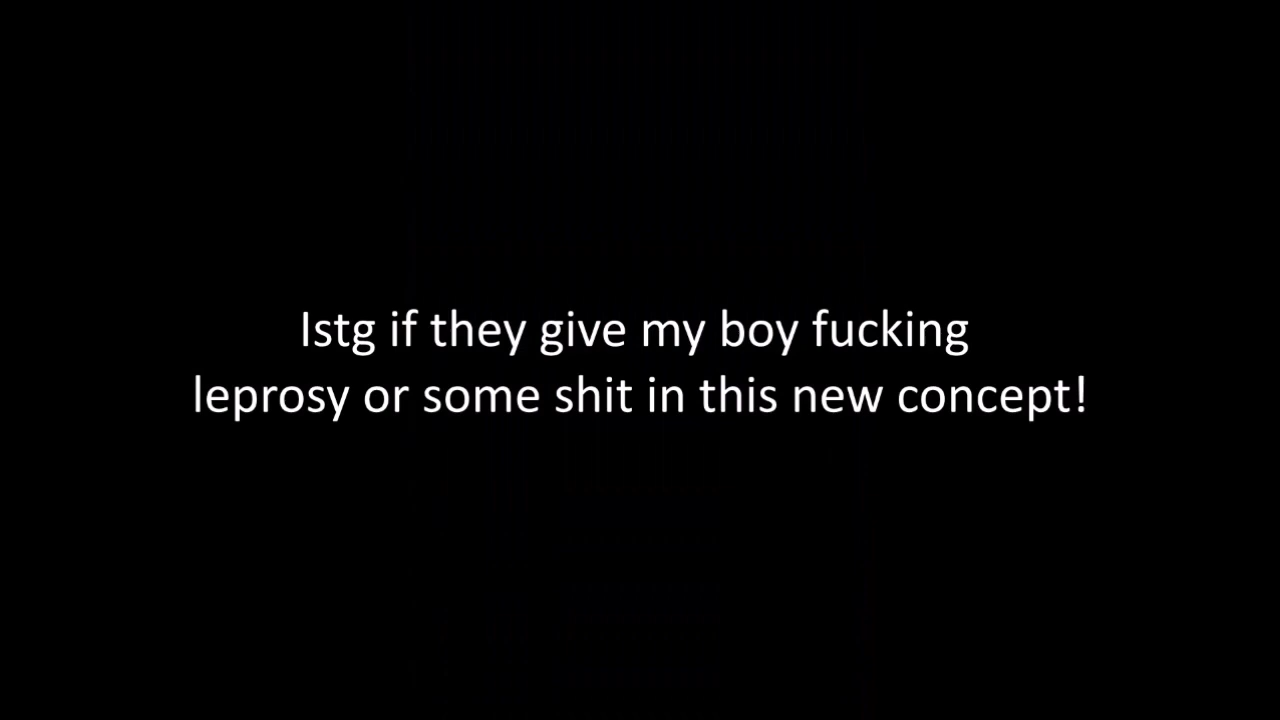 Istg if they give my boy fucking
leprosy or some shit in this new concept!